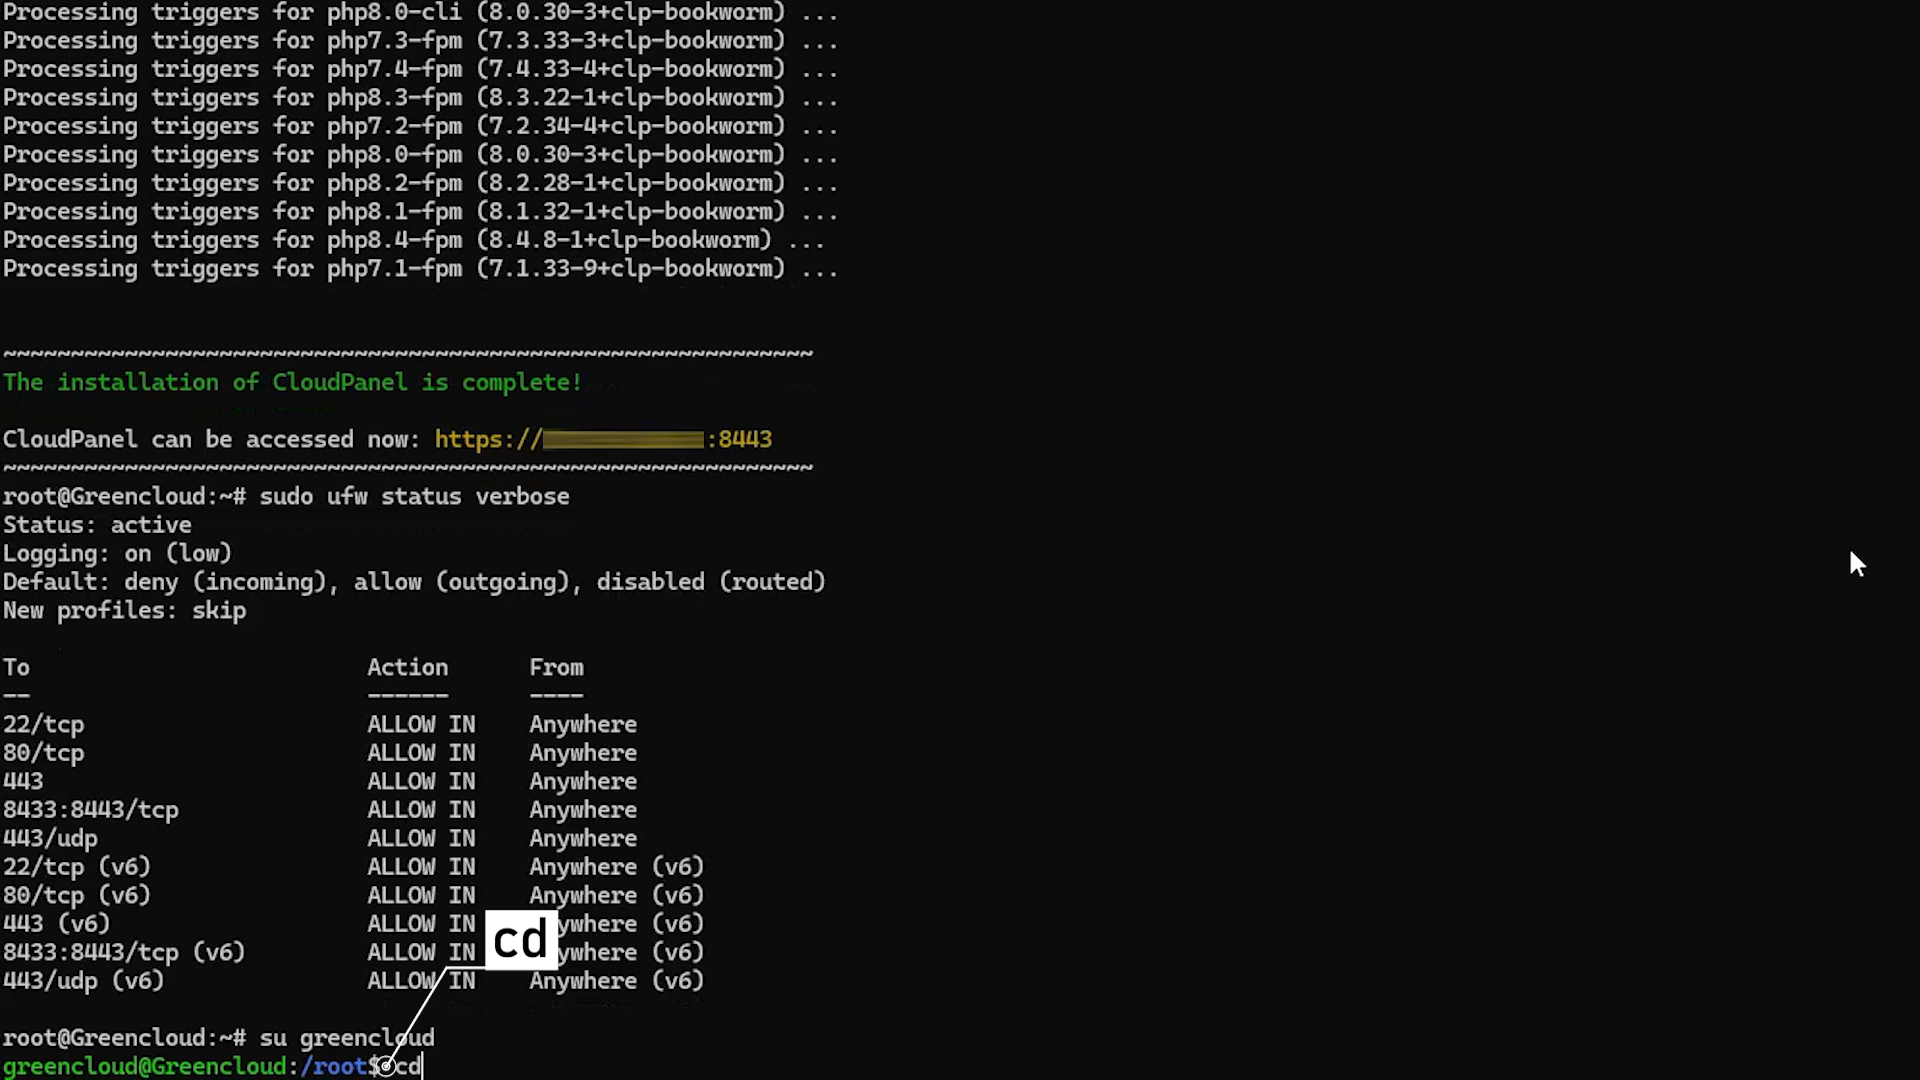 Processing triggers for php8.0-cli (8.0.30-3+clp-bookworm) ...
Processing triggers for php7.3-fpm (7.3.33-3+clp-bookworm) ...
Processing triggers for php7.4-fpm (7.4.33-4+clp-bookworm) ...
Processing triggers for php8.3-fpm (8.3.22-1+clp-bookworm) ...
Processing triggers for php7.2-fpm (7.2.34-4+clp-bookworm) ...
Processing triggers for php8.0-fpm (8.0.30-3+clp-bookworm) ...
Processing triggers for php8.2-fpm (8.2.28-1+clp-bookworm) ...
Processing triggers for php8.1-fpm (8.1.32-1+clp-bookworm) ...
Processing triggers for php8.4-fpm (8.4.8-1+clp-bookworm) ...
Processing triggers for php7.1-fpm (7.1.33-9+clp-bookworm) ...
~~~~~~~~~~~~~~~~~~~~~~~~~~~~~~~~~~~~~~~~~~~~~~~~~~~~~~~~~~~~
The installation of CloudPanel is complete!
CloudPanel can be accessed now: https:// :8443
~~~~~~~~~~~~~~~~~~~~~~~~~~~~~~~~~~~~~~~~~~~~~~~~~~~~~~~~~~~~
root@Greencloud:~# sudo ufw status verbose
Status: active
Logging: on (low)
Default: deny (incoming), allow (outgoing), disabled (routed)
New profiles: skip
To Action From
-- ------ ----
22/tcp ALLOW IN Anywhere
80/tcp ALLOW IN Anywhere
443 ALLOW IN Anywhere
8433:8443/tcp ALLOW IN Anywhere
443/udp ALLOW IN Anywhere
22/tcp (v6) ALLOW IN Anywhere (v6)
80/tcp (v6) ALLOW IN Anywhere (v6)
443 (v6) ALLOW IN Anywhere (v6)
cd
8433:8443/tcp (v6) ALLOW IN Anywhere (v6)
443/udp (v6) ALLOW IN Anywhere (v6)
root@Greencloud:~# su greencloud
greencloud@Greencloud:/root$ cd